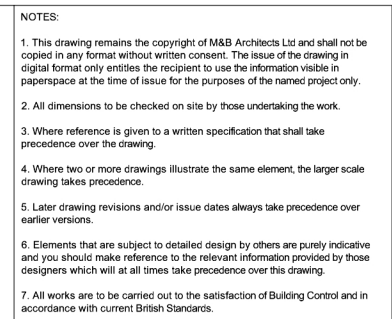 NOTES:
1. This drawing remains the copyright of M&B Architects Ltd and shall not be
copied in any format without written consent. The issue of the drawing in
digital format only entitles the recipient to use the information visible in
paperspace at the time of issue for the purposes of the named project only.
2. All dimensions to be checked on site by those undertaking the work.
3. Where reference is given to a written specification that shall take
precedence over the drawing.
4. Where two or more drawings illustrate the same element, the larger scale
drawing takes precedence.
5. Later drawing revisions and/or issue dates always take precedence over
earlier versions.
6. Elements that are subject to detailed design by others are purely indicative
and you should make reference to the relevant information provided by those
designers which will at all times take precedence over this drawing.
7. All works are to be carried out to the satisfaction of Building Control and in
accordance with current British Standards.